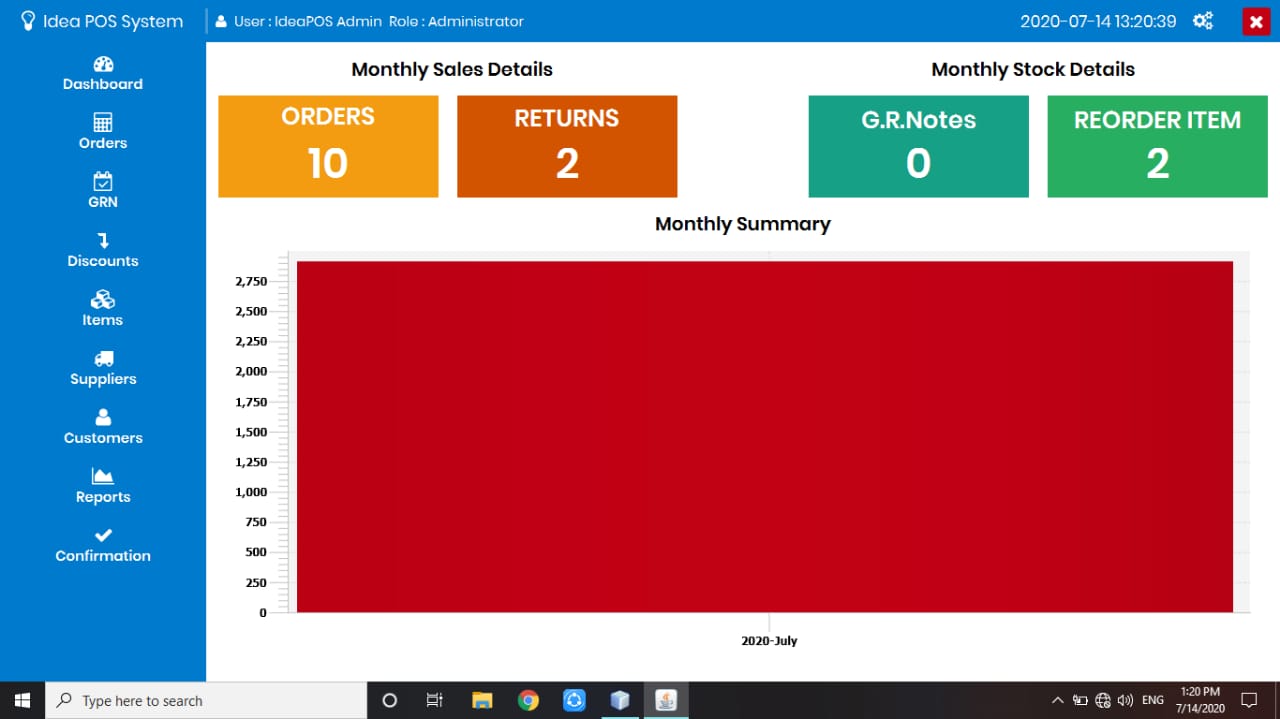 Idea POS System
User : IdeaPOS Admin Role : Administrator
2020-07-14 13:20:39
Dashboard
Orders
GRN
Discounts
Items
Suppliers
Customers
Reports
Confirmation
Monthly Sales Details
Monthly Stock Details
ORDERS
10
RETURNS
2
G.R.Notes
0
REORDER ITEM
2
Monthly Summary
2,750
2,500
2,250
2,000
1,750
1,500
1,250
1,000
750
500
250
0
2020-July
Type here to search
ENG
1:20 PM
7/14/2020